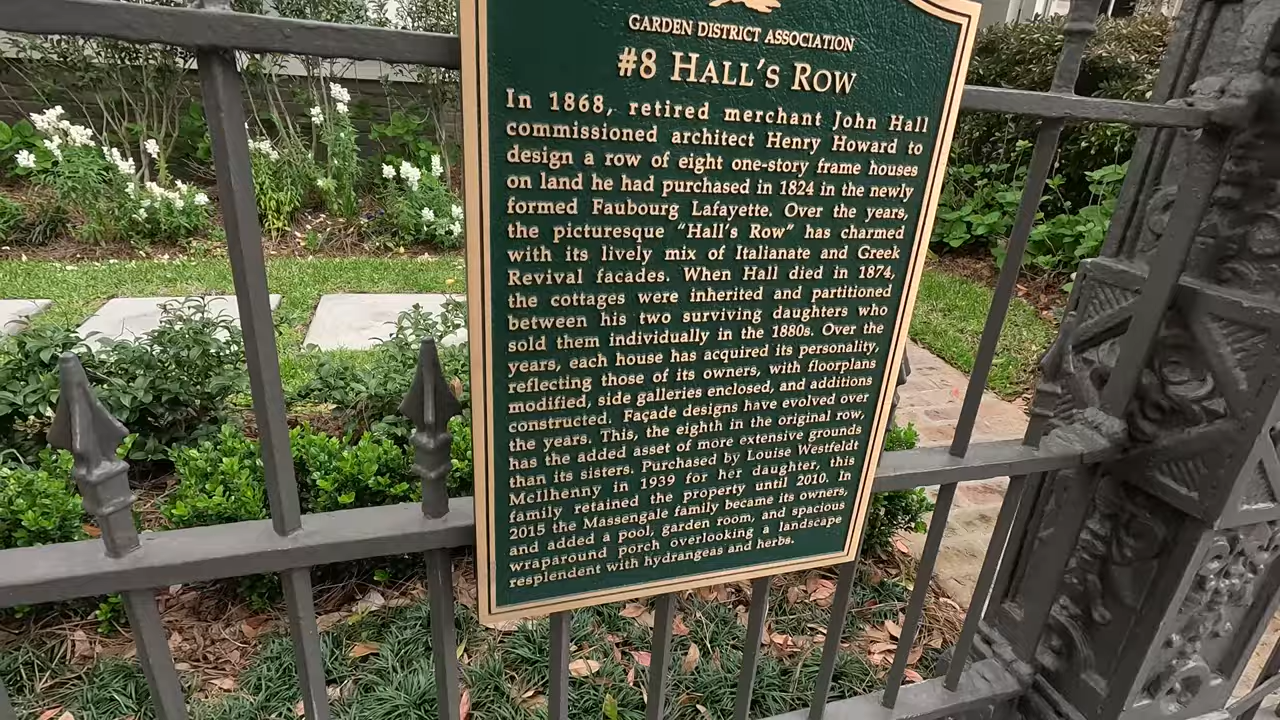 GARDEN DISTRICT ASSOCIATION
#8 HALL'S ROW
In 1868, retired merchant John Hall
commissioned architect Henry Howard to
design a row of eight one-story frame houses
on land he had purchased in 1824 in the newly
formed Faubourg Lafayette. Over the years,
the picturesque "Hall's Row" has charmed
with its lively mix of Italianate and Greek
Revival facades. When Hall died in 1874,
the cottages were inherited and partitioned
between his two surviving daughters who
sold them individually in the 1880s. Over the
years, each house has acquired its personality,
reflecting those of its owners, with floorplans
modified, side galleries enclosed, and additions
constructed. Façade designs have evolved over
the years. This, the eighth in the original row,
has the added asset of more extensive grounds
than its sisters. Purchased by Louise Westfeldt
McIlhenny in 1939 for her daughter, this
family retained the property until 2010. In
2015 the Massengale family became its owners,
and added a pool, garden room, and spacious
wraparound porch overlooking a landscape
resplendent with hydrangeas and herbs.